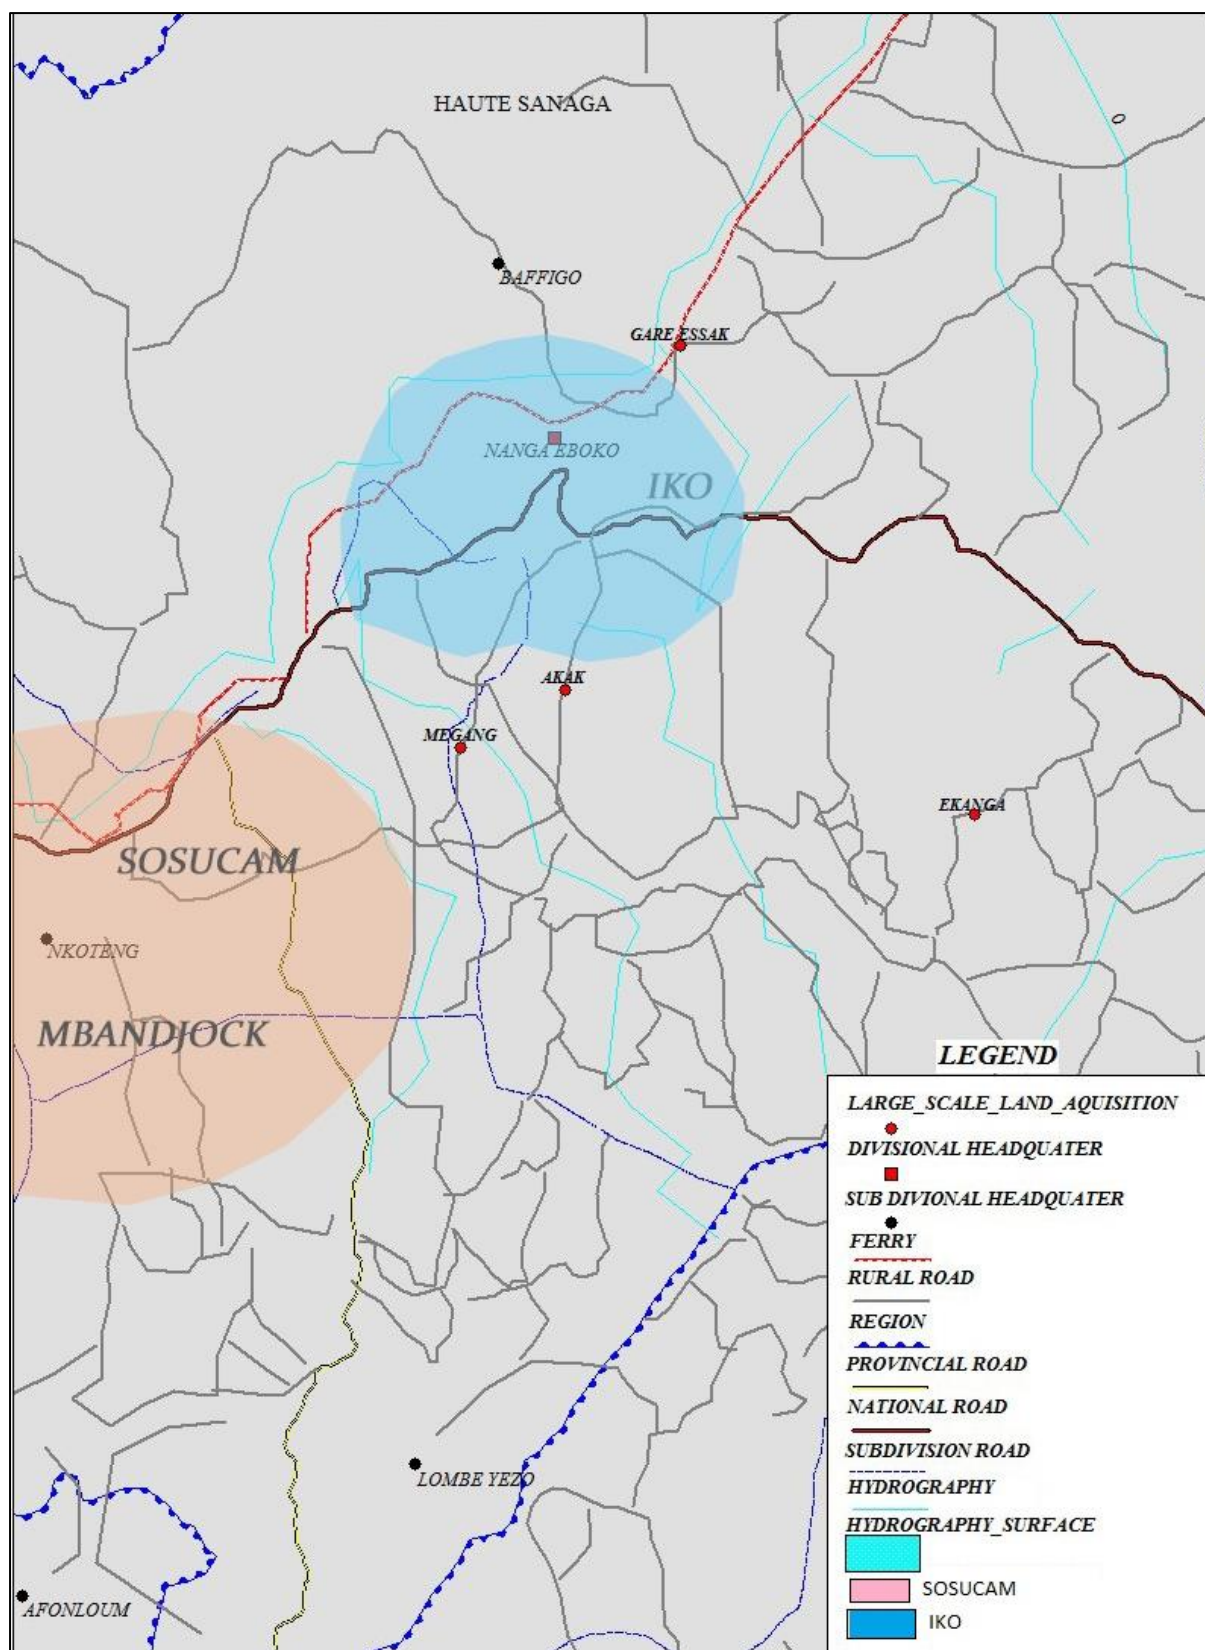 HAUTE SANAGA
BAFFIGO
GARE ESSAK
NANGA EBOKO
IKO
AKAK
MEGANG
EKANGA
SOSUCAM
NKOTENG
MBANDJOCK
LEGEND
LARGE_SCALE_LAND_AQUISITION
DIVISIONAL HEADQUATER
SUB DIVIONAL HEADQUATER
FERRY
RURAL ROAD
REGION
PROVINCIAL ROAD
NATIONAL ROAD
SUBDIVISION ROAD
HYDROGRAPHY
HYDROGRAPHY_SURFACE
SOSUCAM
IKO
LOMBE YEZO
AFONLOUM